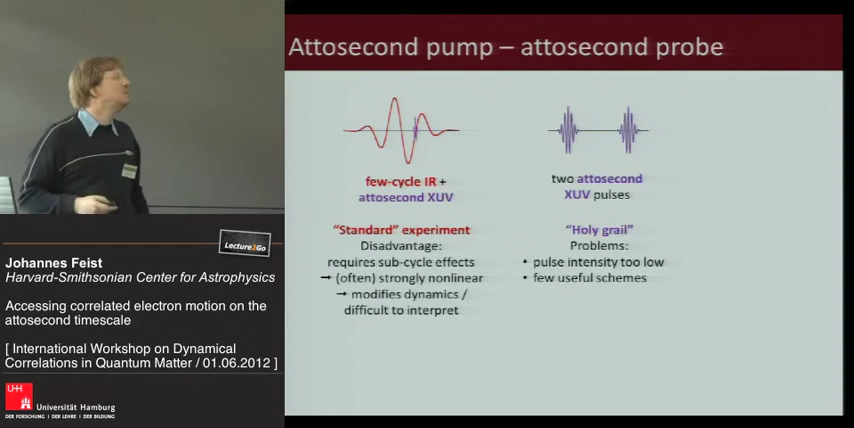 Attosecond pump – attosecond probe
few-cycle IR +
attosecond XUV
"Standard" experiment
Disadvantage:
requires sub-cycle effects
→ (often) strongly nonlinear
→ modifies dynamics /
difficult to interpret
two attosecond
XUV pulses
"Holy grail"
Problems:
• pulse intensity too low
• few useful schemes
Lecture2Go
Johannes Feist
Harvard-Smithsonian Center for Astrophysics
Accessing correlated electron motion on the
attosecond timescale
[ International Workshop on Dynamical
Correlations in Quantum Matter / 01.06.2012 ]
UH
Universität Hamburg
DER FORSCHUNG | DER LEHRE | DER BILDUNG